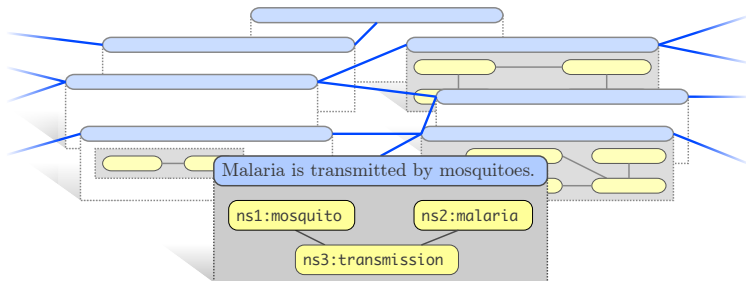 Malaria is transmitted by mosquitoes.
ns1:mosquito ns2:malaria
ns3:transmission